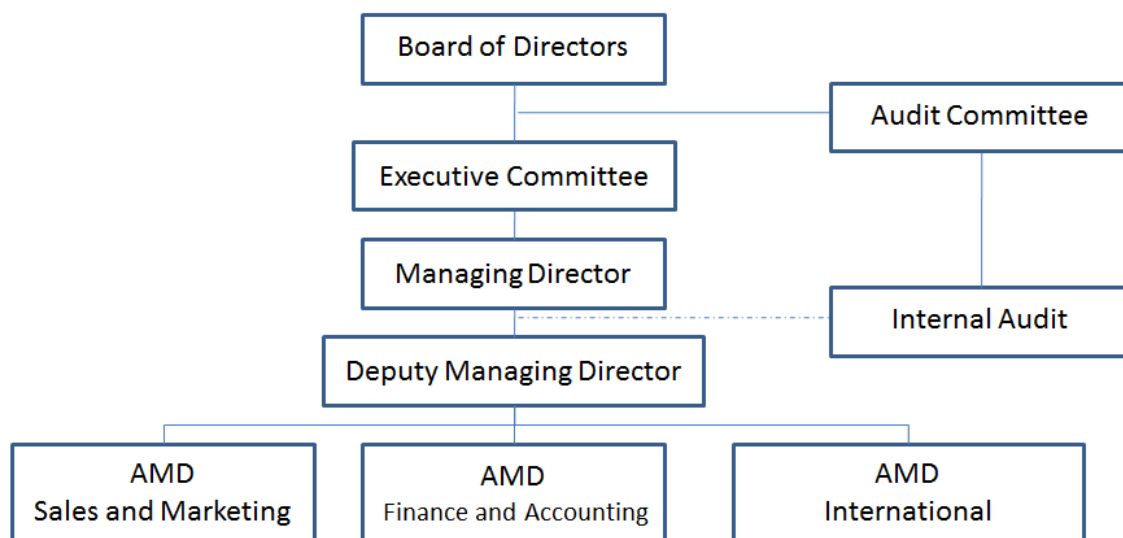 Board of Directors
Audit Committee
Executive Committee
Managing Director
Internal Audit
Deputy Managing Director
AMD
Sales and Marketing
AMD
Finance and Accounting
AMD
International